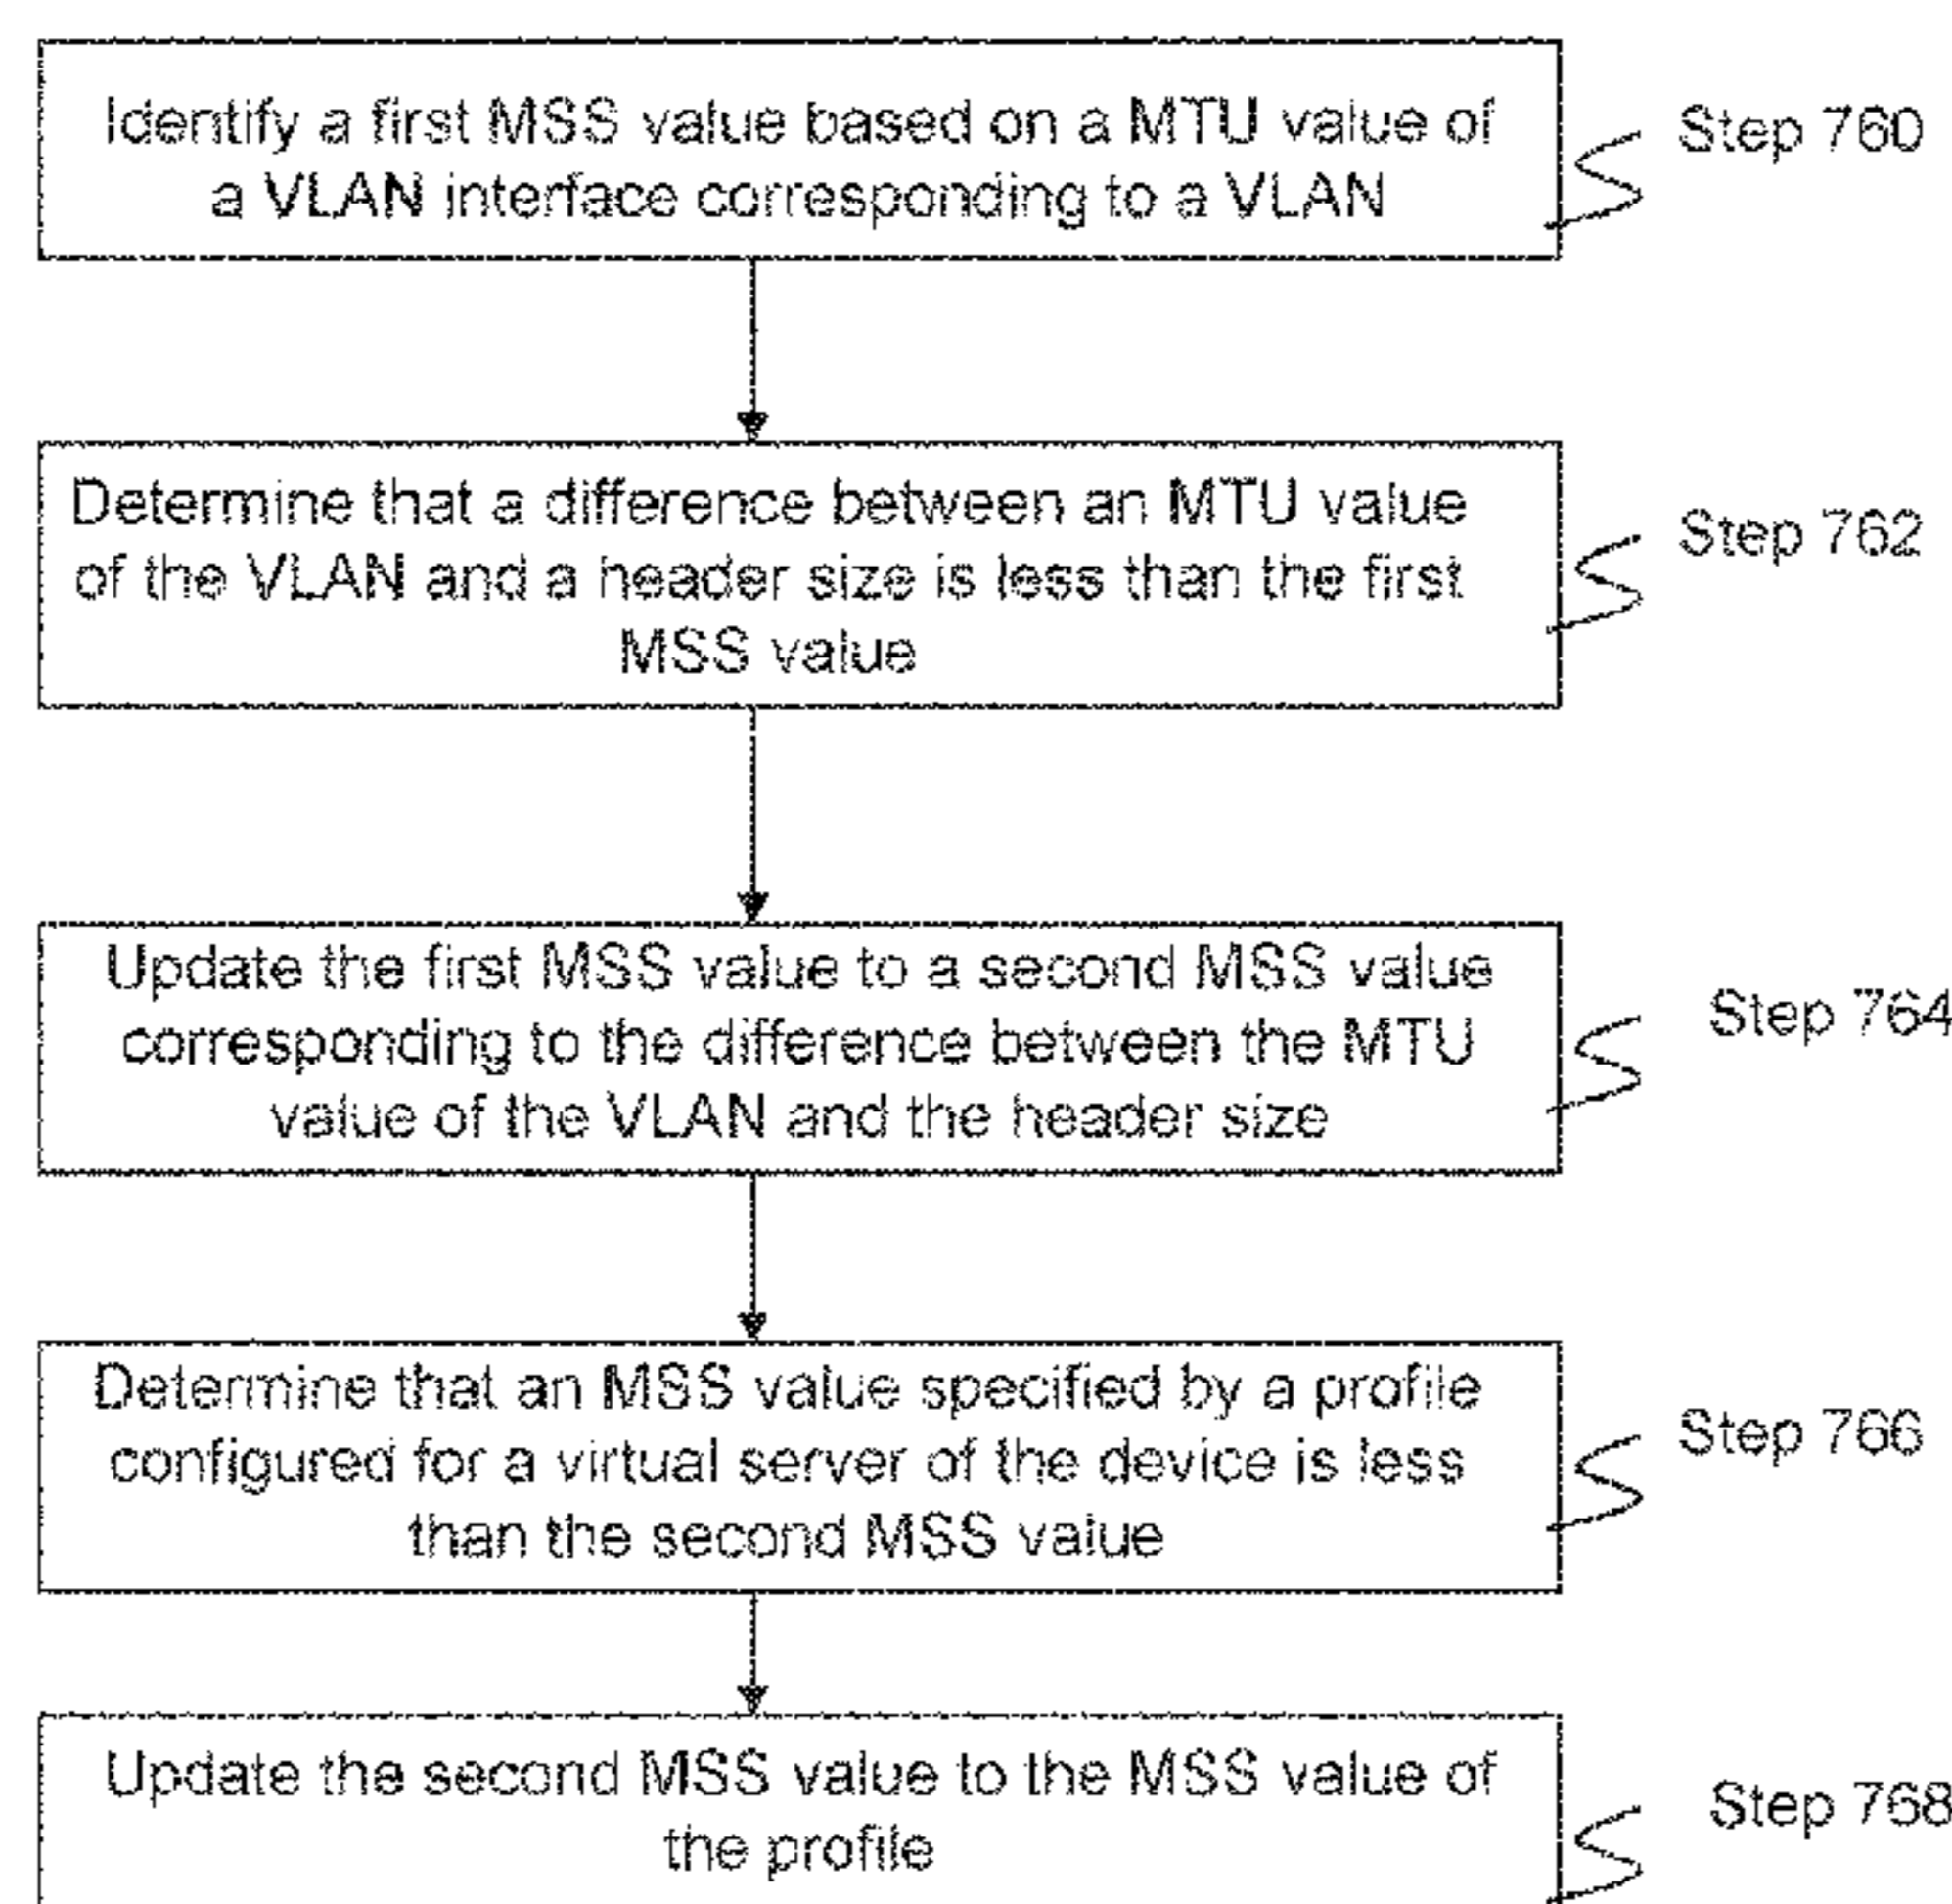 Identify a first MSS value based on a MTU value of
a VLAN interface corresponding to a VLAN
Step 760
Determine that a difference between an MTU value
of the VLAN and a header size is less than the first
MSS value
Step 762
Update the first MSS value to a second MSS value
corresponding to the difference between the MTU
value of the VLAN and the header size
Step 764
Determine that an MSS value specified by a profile
configured for a virtual server of the device is less
than the second MSS value
Step 766
Update the second MSS value to the MSS value of
the profile
Step 768